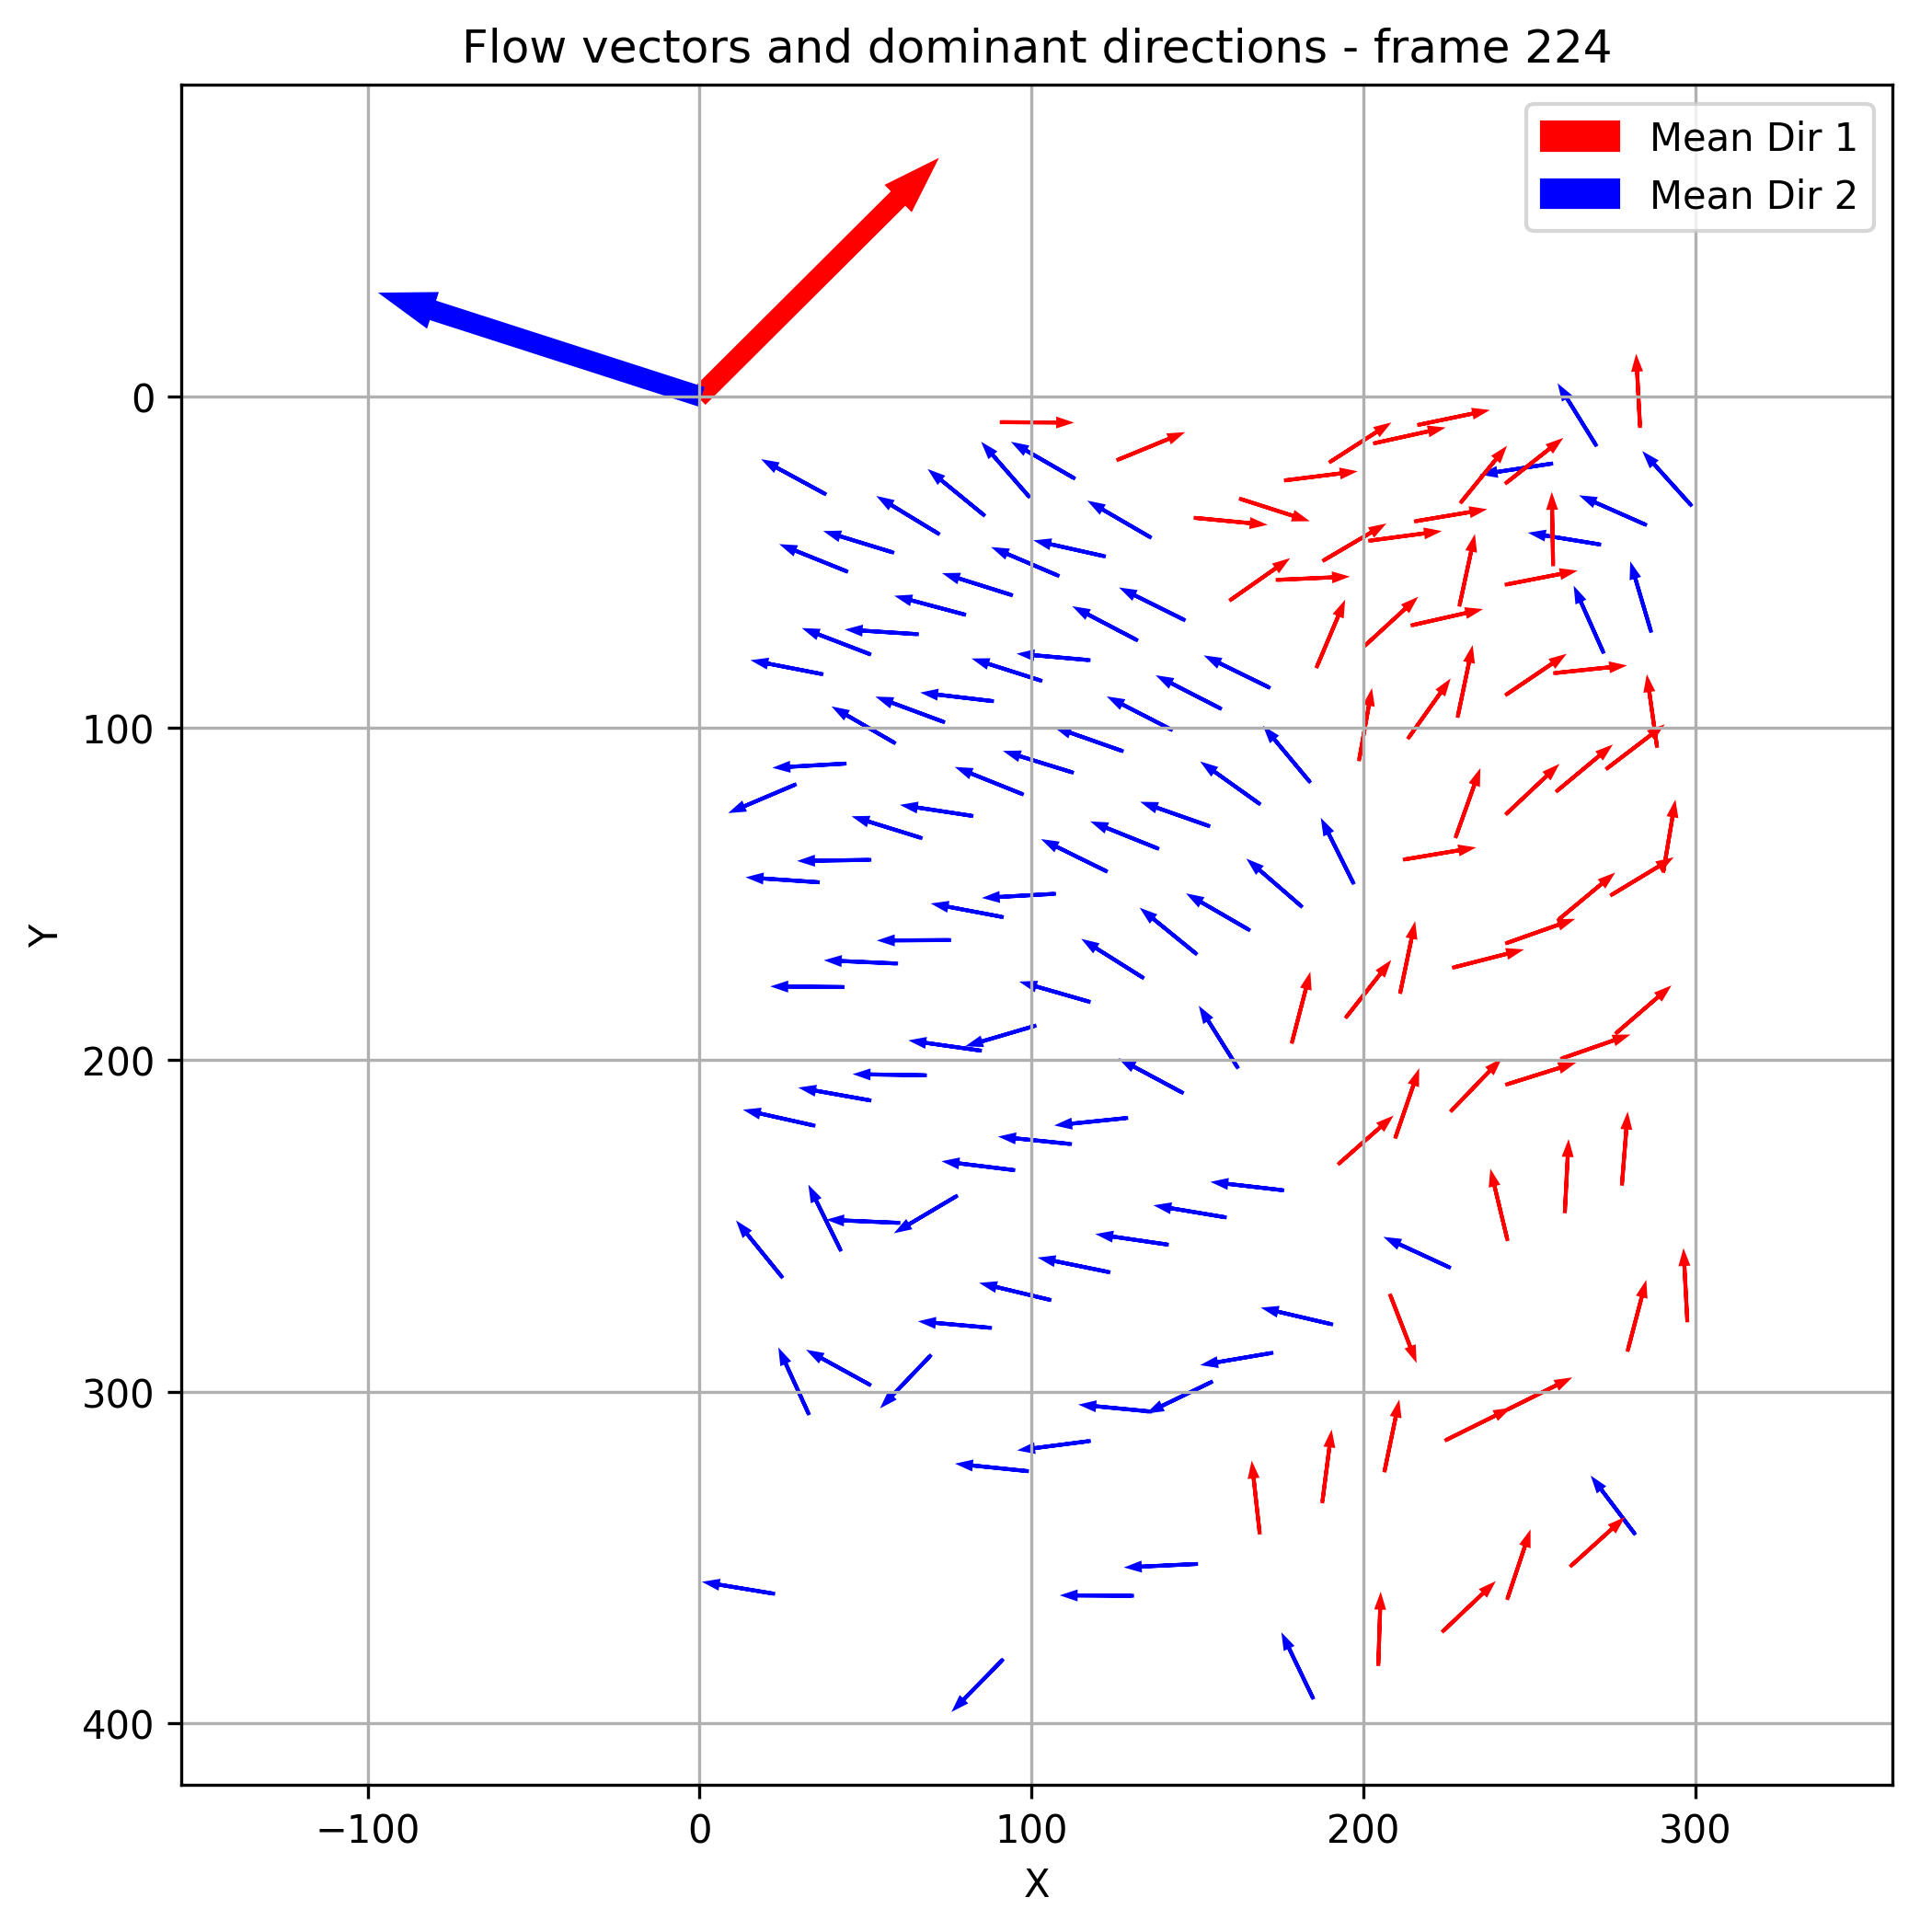 Flow vectors and dominant directions - frame 224
Mean Dir 1
Mean Dir 2
0
100
200
300
400
Y
−100
0
100
200
300
X